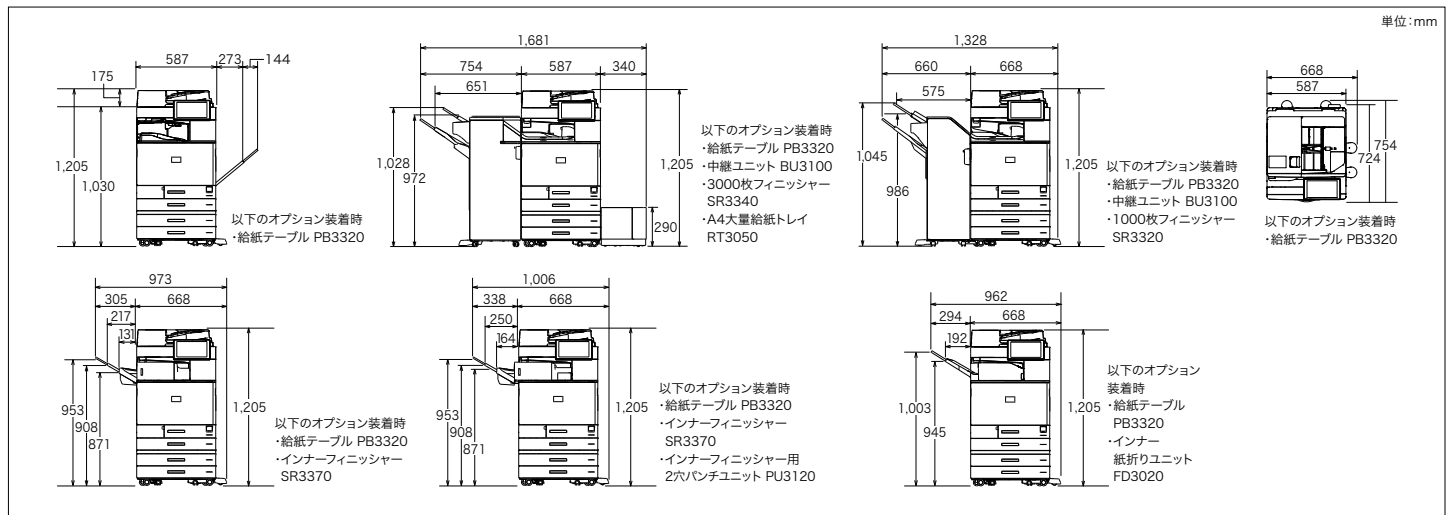 単位：mm
587
273
144
175
1,205
1,030
以下のオプション装着時
・給紙テーブル PB3320
1,681
754
587
340
651
1,028
972
1,205
290
以下のオプション装着時
・給紙テーブル PB3320
・中継ユニット BU3100
・3000枚フィニッシャー
SR3340
・A4大量給紙トレイ
RT3050
1,328
660
668
575
1,045
986
1,205
以下のオプション装着時
・給紙テーブル PB3320
・中継ユニット BU3100
・1000枚フィニッシャー
SR3320
668
587
754
724
以下のオプション装着時
・給紙テーブル PB3320
973
305
668
217
131
953
908
871
1,205
以下のオプション装着時
・給紙テーブル PB3320
・インナーフィニッシャー
SR3370
1,006
338
668
250
164
953
908
871
1,205
以下のオプション装着時
・給紙テーブル PB3320
・インナーフィニッシャー
SR3370
・インナーフィニッシャー用
2穴パンチユニット PU3120
962
294
668
192
1,003
945
1,205
以下のオプション
装着時
・給紙テーブル
PB3320
・インナー
紙折りユニット
FD3020